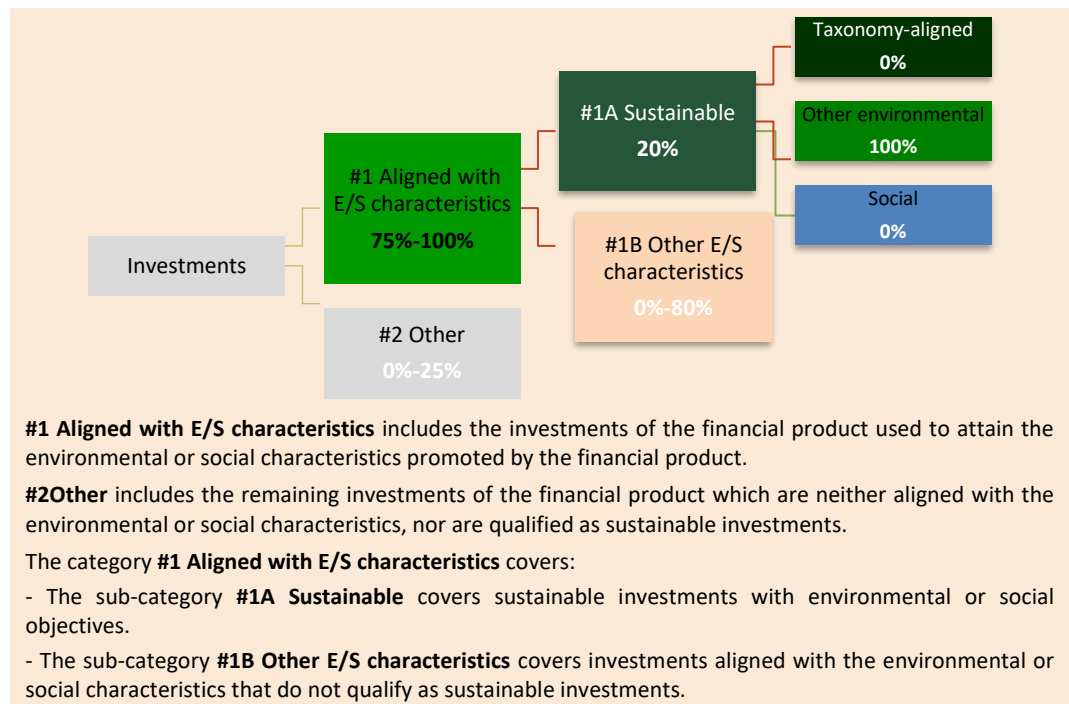 Taxonomy-aligned
0%
#1A Sustainable
20%
Other environmental
100%
#1 Aligned with
E/S characteristics
75%-100%
Social
0%
#1B Other E/S
characteristics
0%-80%
Investments
#2 Other
0%-25%
#1 Aligned with E/S characteristics includes the investments of the financial product used to attain the
environmental or social characteristics promoted by the financial product.
#2Other includes the remaining investments of the financial product which are neither aligned with the
environmental or social characteristics, nor are qualified as sustainable investments.
The category #1 Aligned with E/S characteristics covers:
- The sub-category #1A Sustainable covers sustainable investments with environmental or social
objectives.
- The sub-category #1B Other E/S characteristics covers investments aligned with the environmental or
social characteristics that do not qualify as sustainable investments.